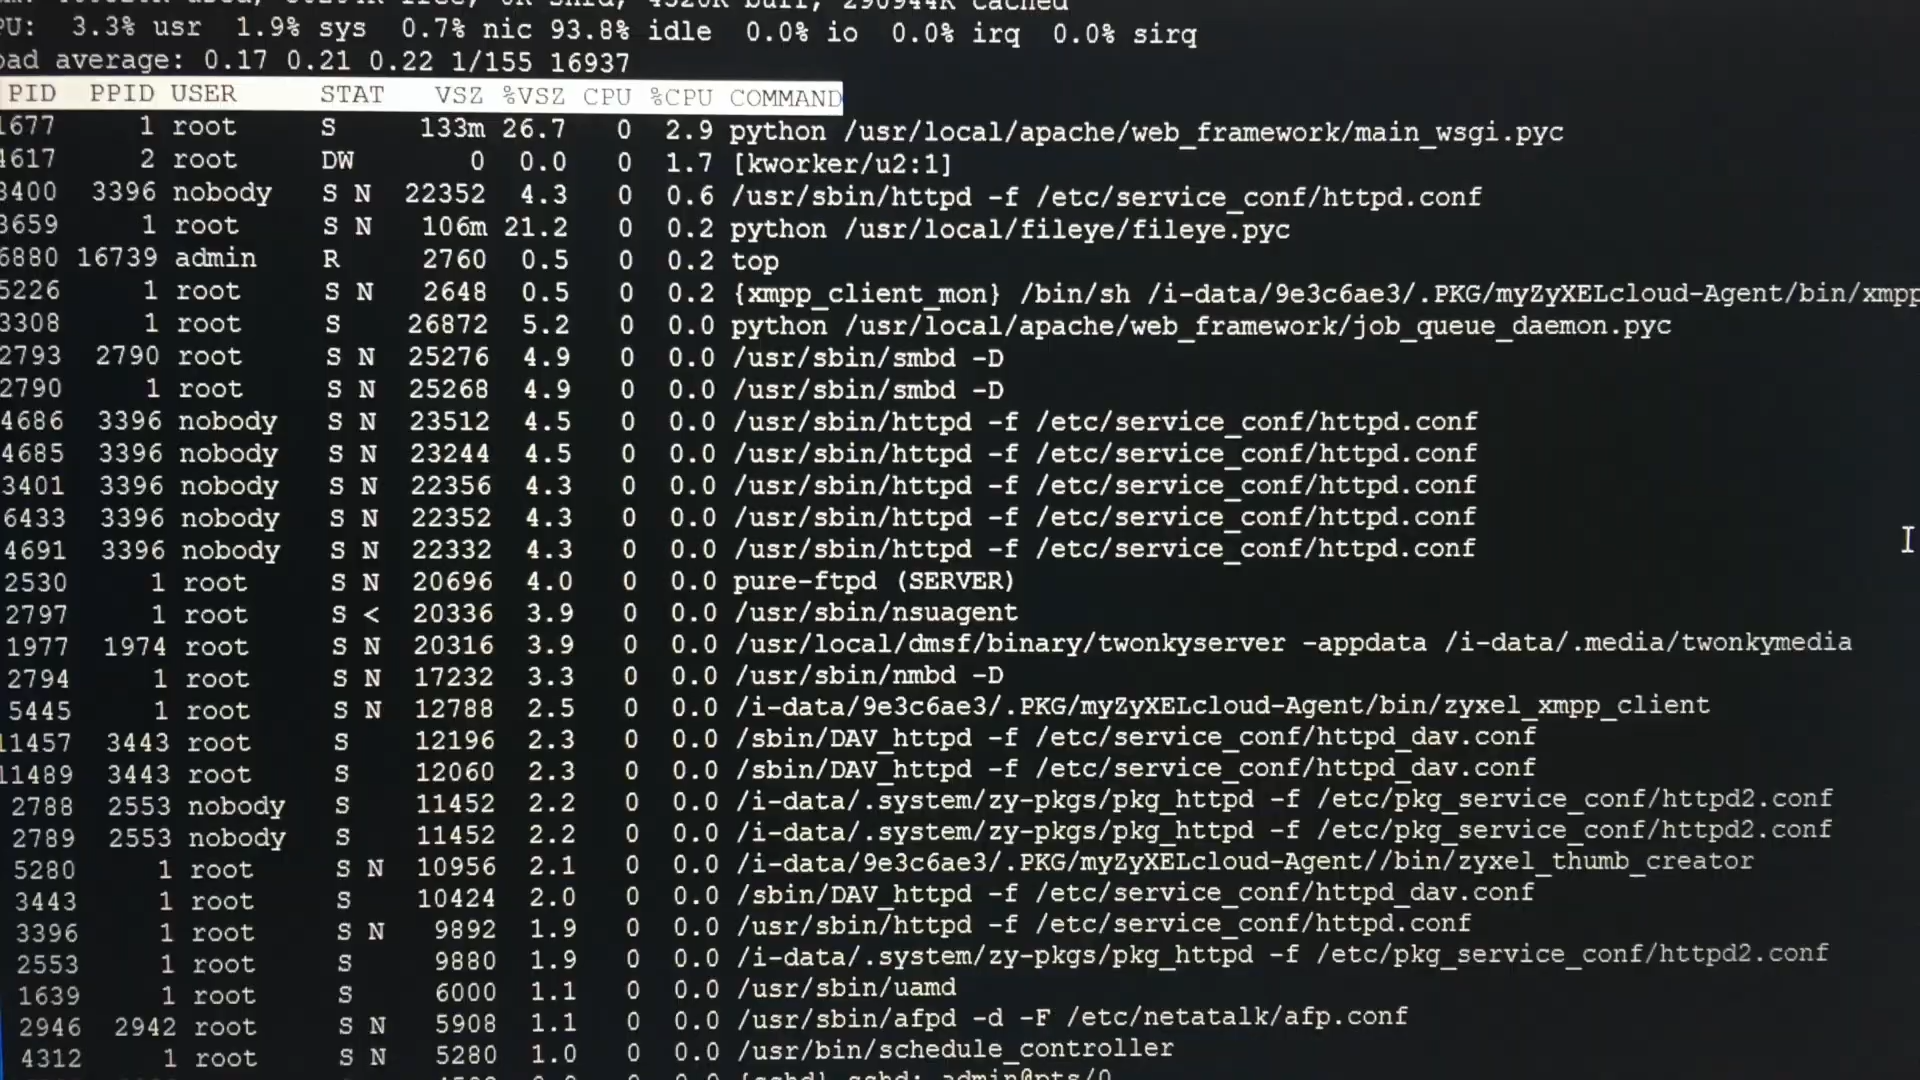 used, free, 0K shrd, 4320K buff, 290944K cached
PU: 3.3% usr 1.9% sys 0.7% nic 93.8% idle 0.0% io 0.0% irq 0.0% sirq
oad average: 0.17 0.21 0.22 1/155 16937
PID PPID USER STAT VSZ %VSZ CPU %CPU COMMAND
1677 1 root S 133m 26.7 0 2.9 python /usr/local/apache/web_framework/main_wsgi.pyc
4617 2 root DW 0 0.0 0 1.7 [kworker/u2:1]
3400 3396 nobody S N 22352 4.3 0 0.6 /usr/sbin/httpd -f /etc/service_conf/httpd.conf
3659 1 root S N 106m 21.2 0 0.2 python /usr/local/fileye/fileye.pyc
6880 16739 admin R 2760 0.5 0 0.2 top
5226 1 root S N 2648 0.5 0 0.2 {xmpp_client_mon} /bin/sh /i-data/9e3c6ae3/.PKG/myZyXELcloud-Agent/bin/xmpp
3308 1 root S 26872 5.2 0 0.0 python /usr/local/apache/web_framework/job_queue_daemon.pyc
2793 2790 root S N 25276 4.9 0 0.0 /usr/sbin/smbd -D
2790 1 root S N 25268 4.9 0 0.0 /usr/sbin/smbd -D
4686 3396 nobody S N 23512 4.5 0 0.0 /usr/sbin/httpd -f /etc/service_conf/httpd.conf
4685 3396 nobody S N 23244 4.5 0 0.0 /usr/sbin/httpd -f /etc/service_conf/httpd.conf
3401 3396 nobody S N 22356 4.3 0 0.0 /usr/sbin/httpd -f /etc/service_conf/httpd.conf
6433 3396 nobody S N 22352 4.3 0 0.0 /usr/sbin/httpd -f /etc/service_conf/httpd.conf
4691 3396 nobody S N 22332 4.3 0 0.0 /usr/sbin/httpd -f /etc/service_conf/httpd.conf
2530 1 root S N 20696 4.0 0 0.0 pure-ftpd (SERVER)
2797 1 root S < 20336 3.9 0 0.0 /usr/sbin/nsuagent
1977 1974 root S N 20316 3.9 0 0.0 /usr/local/dmsf/binary/twonkyserver -appdata /i-data/.media/twonkymedia
2794 1 root S N 17232 3.3 0 0.0 /usr/sbin/nmbd -D
5445 1 root S N 12788 2.5 0 0.0 /i-data/9e3c6ae3/.PKG/myZyXELcloud-Agent/bin/zyxel_xmpp_client
11457 3443 root S 12196 2.3 0 0.0 /sbin/DAV_httpd -f /etc/service_conf/httpd_dav.conf
11489 3443 root S 12060 2.3 0 0.0 /sbin/DAV_httpd -f /etc/service_conf/httpd_dav.conf
2788 2553 nobody S 11452 2.2 0 0.0 /i-data/.system/zy-pkgs/pkg_httpd -f /etc/pkg_service_conf/httpd2.conf
2789 2553 nobody S 11452 2.2 0 0.0 /i-data/.system/zy-pkgs/pkg_httpd -f /etc/pkg_service_conf/httpd2.conf
5280 1 root S N 10956 2.1 0 0.0 /i-data/9e3c6ae3/.PKG/myZyXELcloud-Agent//bin/zyxel_thumb_creator
3443 1 root S 10424 2.0 0 0.0 /sbin/DAV_httpd -f /etc/service_conf/httpd_dav.conf
3396 1 root S N 9892 1.9 0 0.0 /usr/sbin/httpd -f /etc/service_conf/httpd.conf
2553 1 root S 9880 1.9 0 0.0 /i-data/.system/zy-pkgs/pkg_httpd -f /etc/pkg_service_conf/httpd2.conf
1639 1 root S 6000 1.1 0 0.0 /usr/sbin/uamd
2946 2942 root S N 5908 1.1 0 0.0 /usr/sbin/afpd -d -F /etc/netatalk/afp.conf
4312 1 root S N 5280 1.0 0 0.0 /usr/bin/schedule_controller
{sshd} sshd: admin@pts/0